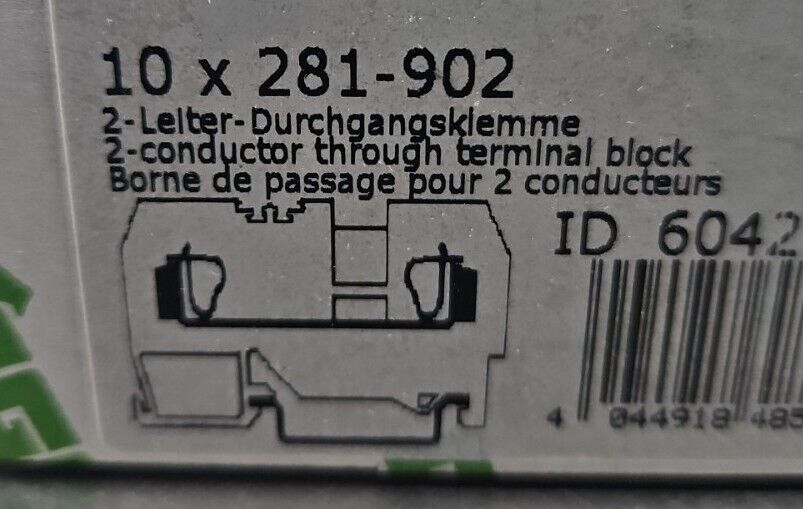 10 x 281-902
2-Leiter-Durchgangsklemme
2-conductor through terminal block
Borne de passage pour 2 conducteurs
ID 6042
4 044918 485